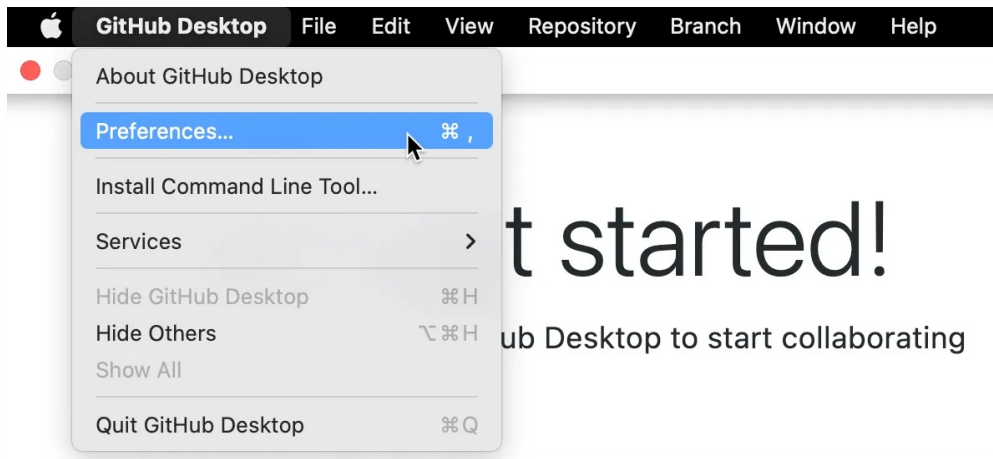 GitHub Desktop File Edit View Repository Branch Window Help
About GitHub Desktop
Preferences... ⌘ ,
Install Command Line Tool...
Services >
Hide GitHub Desktop ⌘H
Hide Others ⌥⌘H
Show All
Quit GitHub Desktop ⌘Q
t started!
ub Desktop to start collaborating